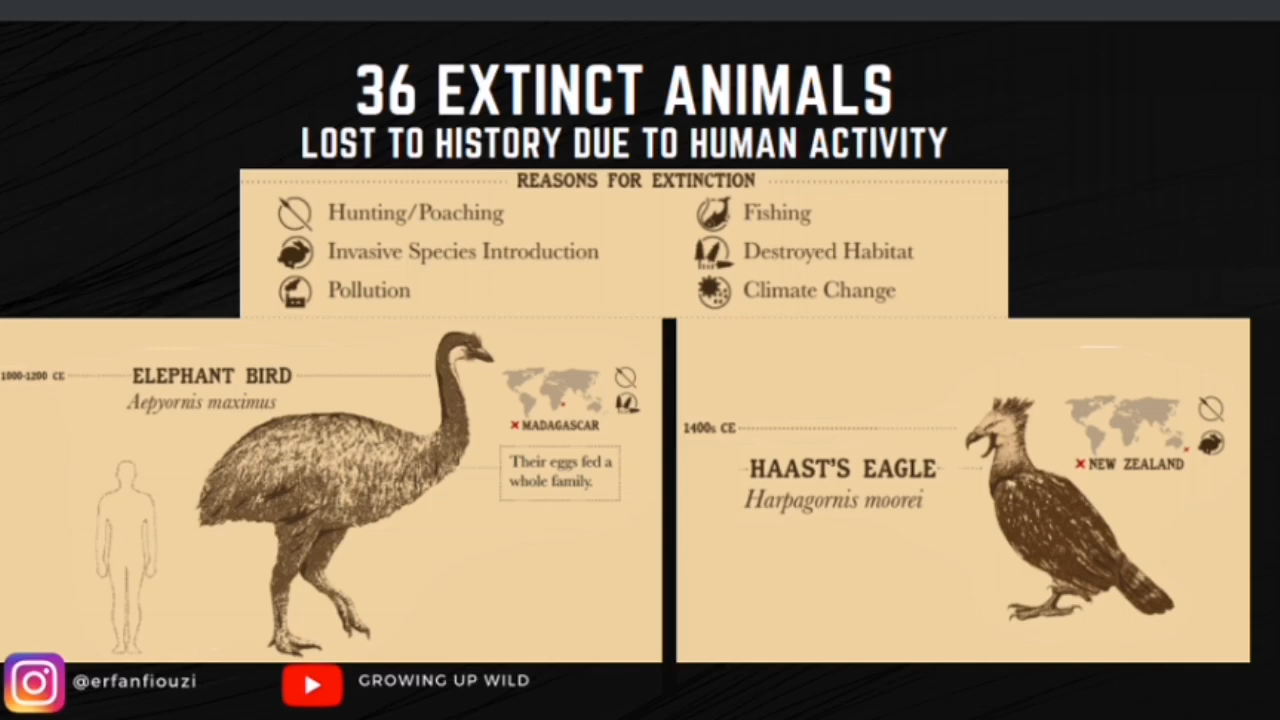 36 EXTINCT ANIMALS
LOST TO HISTORY DUE TO HUMAN ACTIVITY
REASONS FOR EXTINCTION
Hunting/Poaching
Fishing
Invasive Species Introduction
Destroyed Habitat
Pollution
Climate Change
1000-1200 CE
ELEPHANT BIRD
Aepyornis maximus
× MADAGASCAR
Their eggs fed a
whole family.
1400s CE
HAAST'S EAGLE
Harpagornis moorei
× NEW ZEALAND
@erfanfiouzi
GROWING UP WILD